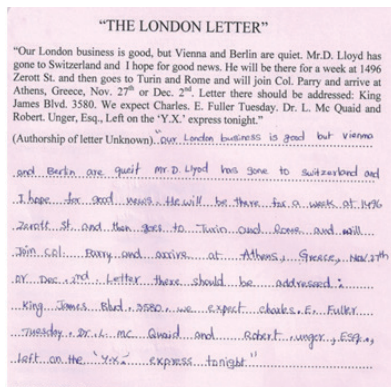 “THE LONDON LETTER”
“Our London business is good, but Vienna and Berlin are quiet. Mr.D. Lloyd has
gone to Switzerland and I hope for good news. He will be there for a week at 1496
Zerott St. and then goes to Turin and Rome and will join Col. Parry and arrive at
Athens, Greece, Nov. 27th or Dec. 2nd. Letter there should be addressed: King
James Blvd. 3580. We expect Charles. E. Fuller Tuesday. Dr. L. Mc Quaid and
Robert. Unger, Esq., Left on the ‘Y.X.’ express tonight.”
(Authorship of letter Unknown) "our London business is good but vienna
and Berlin are queit mr.D. Llyod has gone to switzerland and
I hope for good news He will be there for a week at 1496
Zerott st and then goes to Turin and Rome and will
Join Col. Parry and arrive at Athens, Greece, Nov. 27th
or Dec. 2nd. Letter there should be addressed:
King James Blvd, 3580, we expect charles, E. Fuller
Tuesday, Dr. L. mc Quaid and Robert, unger, ESq.,
left on the 'Y.X.' express tonight"